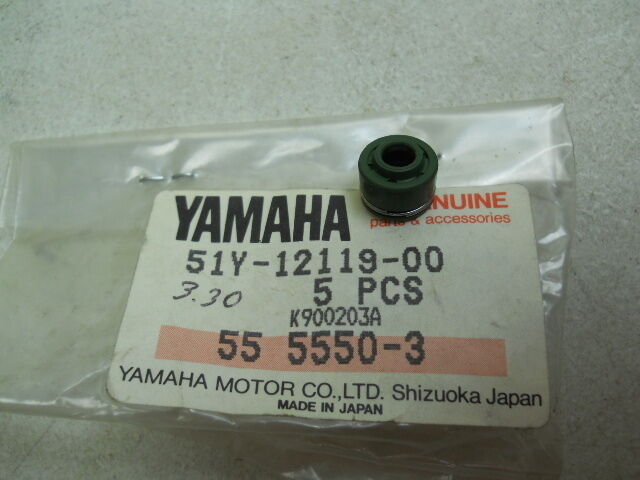 YAMAHA
GENUINE
parts & accessories
51Y-12119-00
3.30 5 PCS
K900203A
55 5550-3
YAMAHA MOTOR CO.,LTD. Shizuoka Japan
MADE IN JAPAN